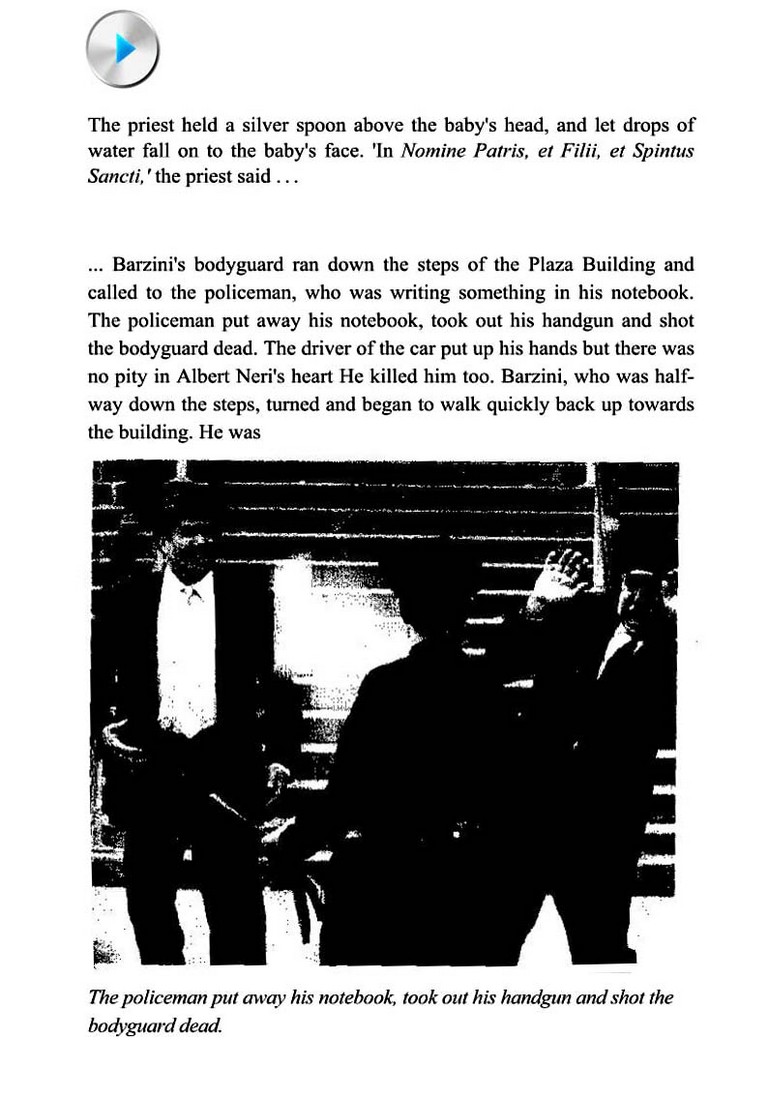 The priest held a silver spoon above the baby's head, and let drops of
water fall on to the baby's face. 'In Nomine Patris, et Filii, et Spintus
Sancti,' the priest said . . .
... Barzini's bodyguard ran down the steps of the Plaza Building and
called to the policeman, who was writing something in his notebook.
The policeman put away his notebook, took out his handgun and shot
the bodyguard dead. The driver of the car put up his hands but there was
no pity in Albert Neri's heart He killed him too. Barzini, who was half-
way down the steps, turned and began to walk quickly back up towards
the building. He was
The policeman put away his notebook, took out his handgun and shot the
bodyguard dead.